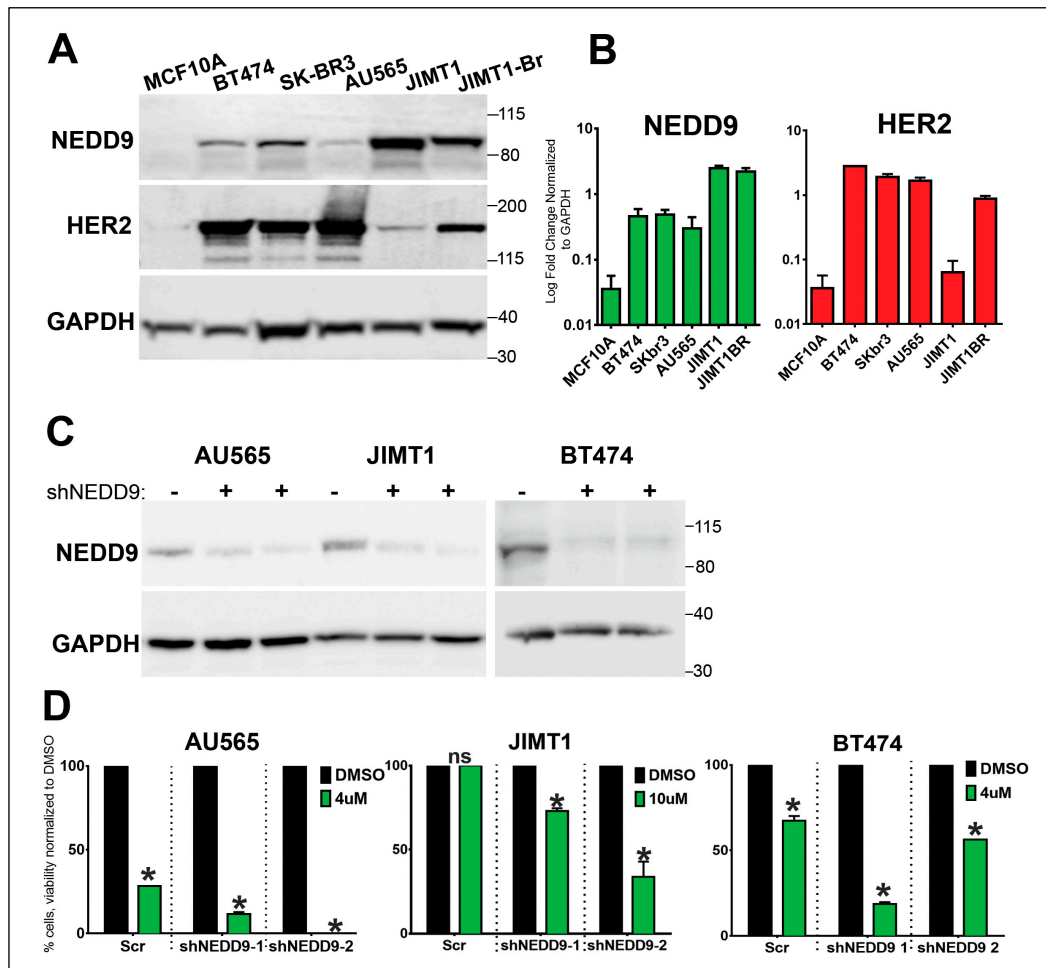 A
MCF10A BT474 SK-BR3 AU565 JIMT1 JIMT1-Br
NEDD9
–115
–80
HER2
–200
–115
GAPDH
–40
–30
B
NEDD9
Log Fold Change Normalized
to GAPDH
10
1
0.1
0.01
MCF10A BT474 SKbr3 AU565 JIMT1 JIMT1BR
HER2
10
1
0.1
0.01
MCF10A BT474 SKbr3 AU565 JIMT1 JIMT1BR
C
AU565 JIMT1 BT474
shNEDD9: - + + - + + - + +
NEDD9
–115
–80
GAPDH
–40
–30
D
% cells, viability normalized to DMSO
AU565
100
50
0
DMSO
4uM
* * *
Scr shNEDD9-1 shNEDD9-2
JIMT1
100
50
0
DMSO
10uM
ns * *
Scr shNEDD9-1 shNEDD9-2
BT474
100
50
0
DMSO
4uM
* * *
Scr shNEDD9 1 shNEDD9 2